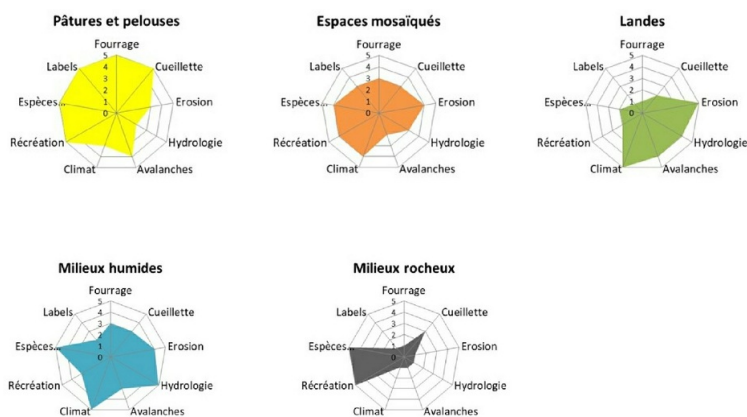 Pâtures et pelouses
Fourrage
Cueillette
Erosion
Hydrologie
Avalanches
Climat
Récréation
Espèces...
Labels
5
4
3
2
1
0
Espaces mosaïqués
Fourrage
Cueillette
Erosion
Hydrologie
Avalanches
Climat
Récréation
Espèces...
Labels
5
4
3
2
1
0
Landes
Fourrage
Cueillette
Erosion
Hydrologie
Avalanches
Climat
Récréation
Espèces...
Labels
5
4
3
2
1
0
Milieux humides
Fourrage
Cueillette
Erosion
Hydrologie
Avalanches
Climat
Récréation
Espèces...
Labels
5
4
3
2
1
0
Milieux rocheux
Fourrage
Cueillette
Erosion
Hydrologie
Avalanches
Climat
Récréation
Espèces...
Labels
5
4
3
2
1
0